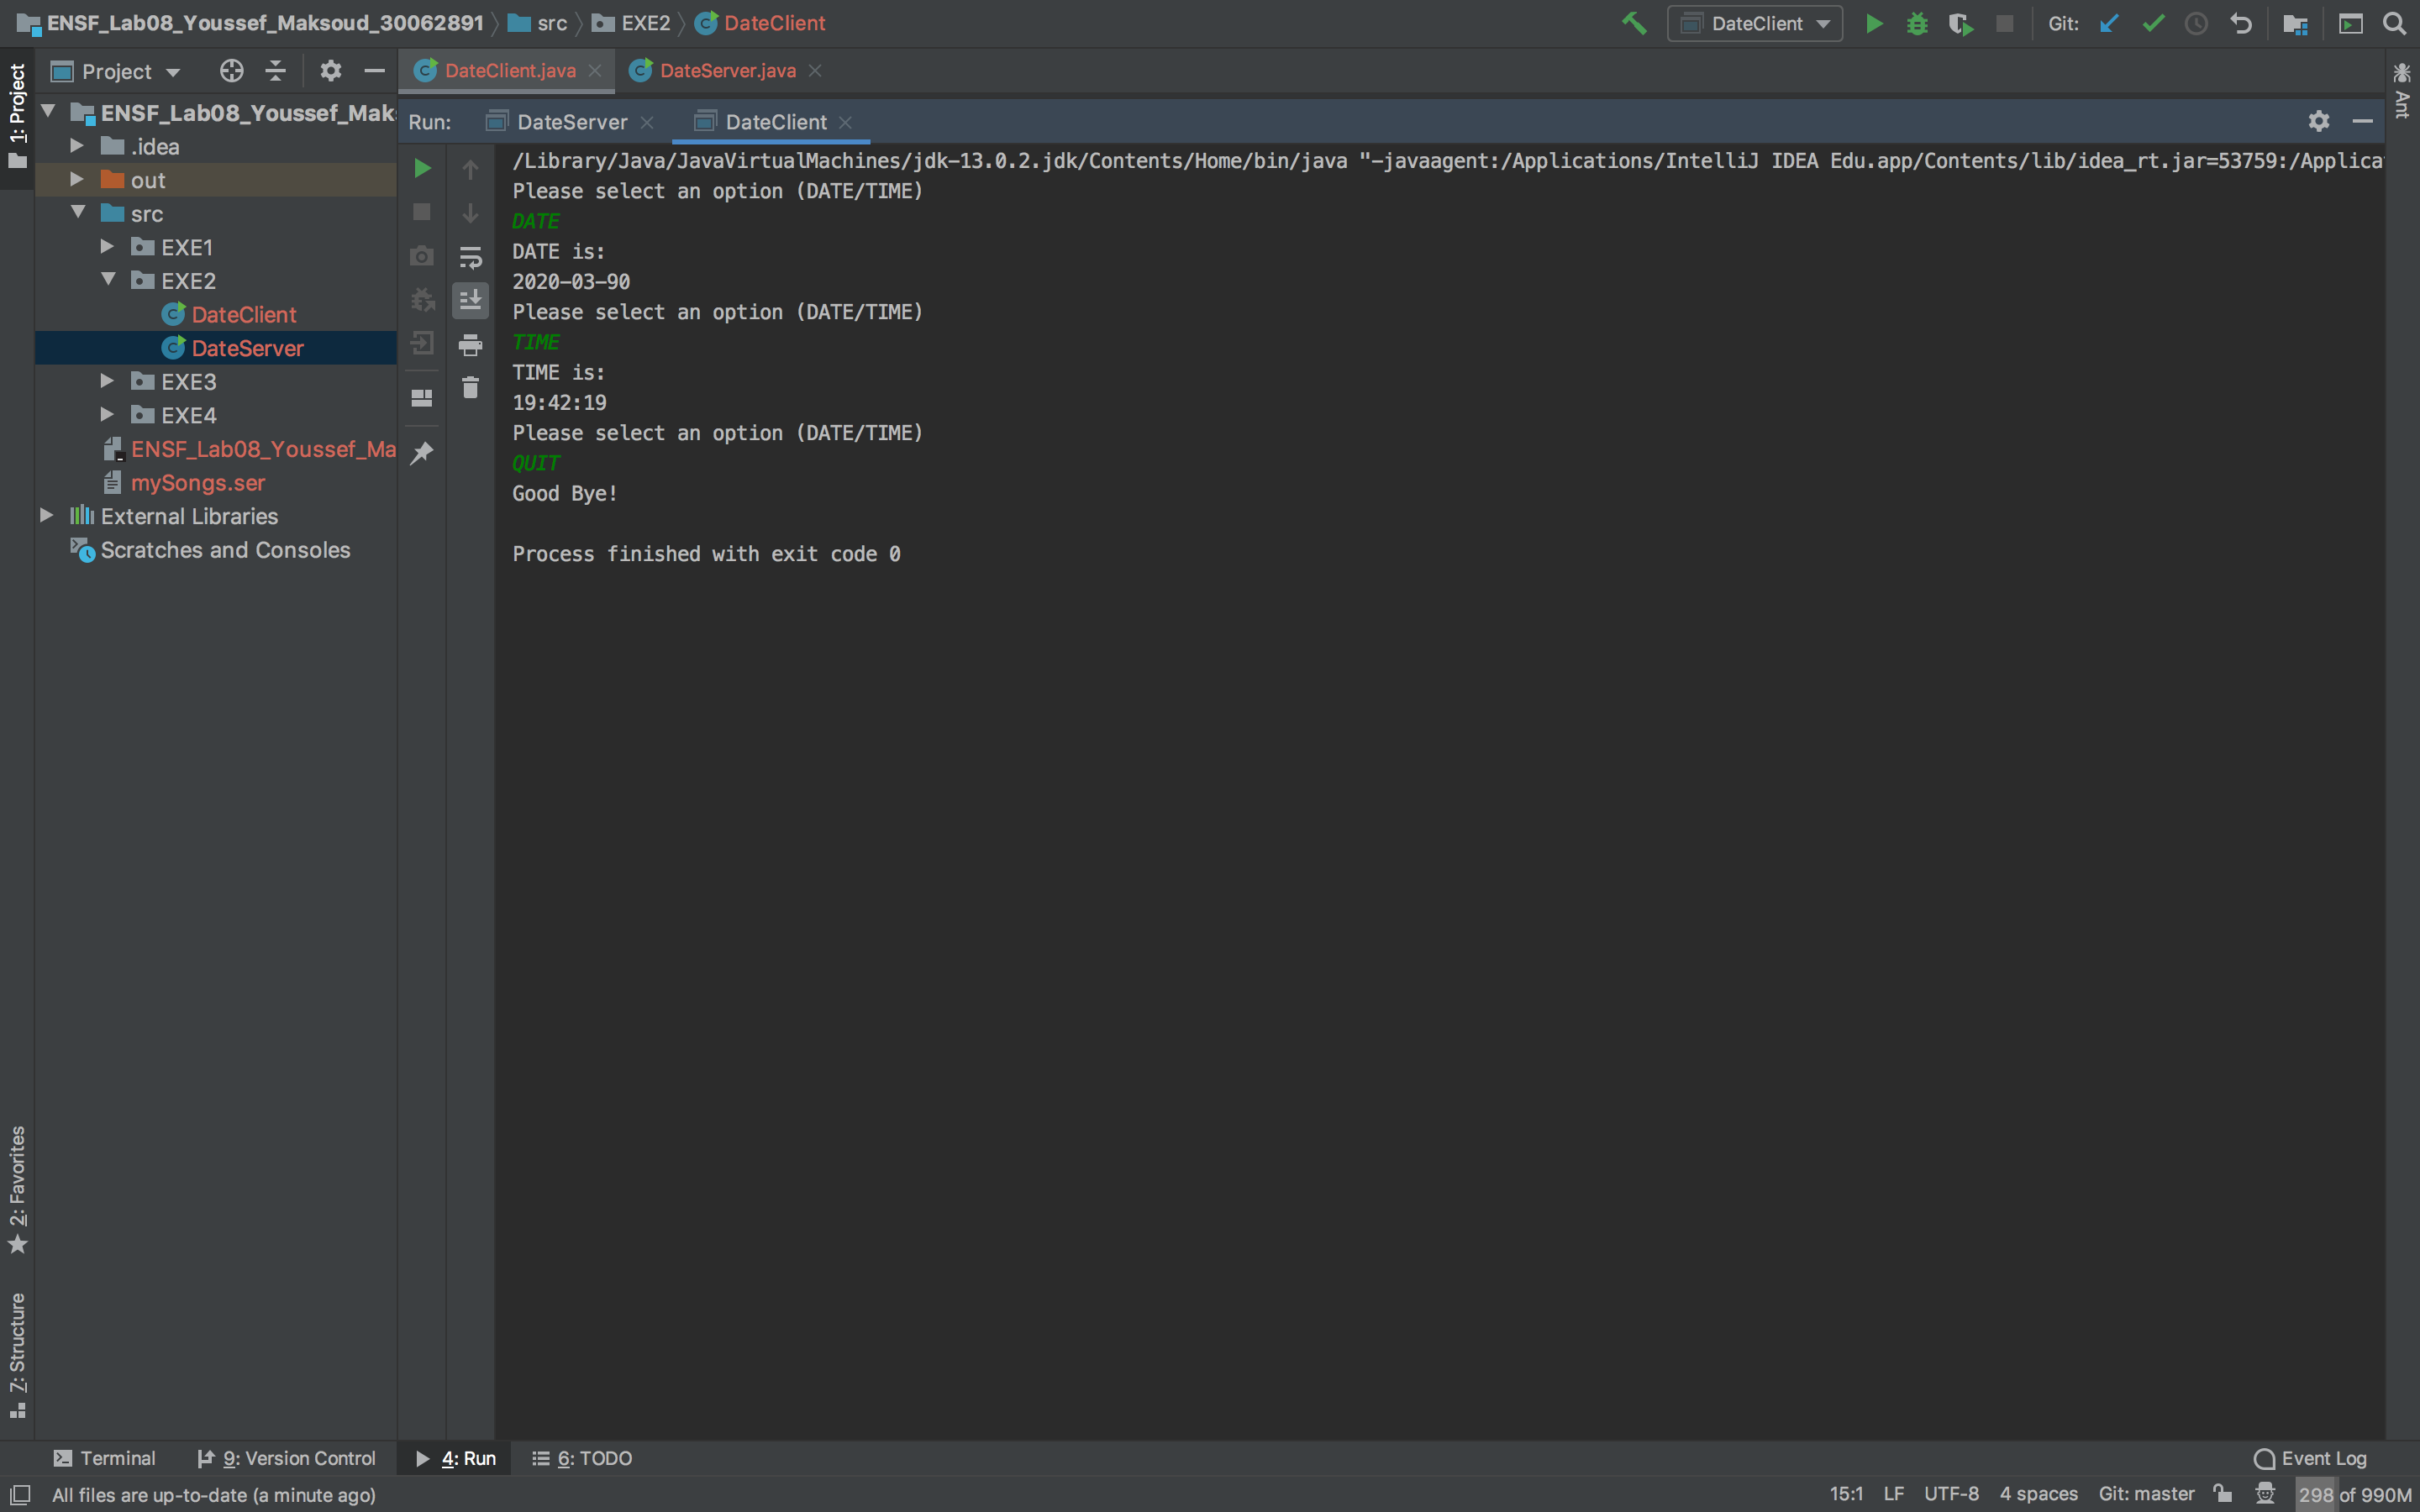 ENSF_Lab08_Youssef_Maksoud_30062891 src EXE2 DateClient
DateClient
Git:
1: Project
Project
DateClient.java
DateServer.java
Ant
ENSF_Lab08_Youssef_Mak
.idea
out
src
EXE1
EXE2
DateClient
DateServer
EXE3
EXE4
ENSF_Lab08_Youssef_Ma
mySongs.ser
External Libraries
Scratches and Consoles
Run: DateServer DateClient
/Library/Java/JavaVirtualMachines/jdk-13.0.2.jdk/Contents/Home/bin/java "-javaagent:/Applications/IntelliJ IDEA Edu.app/Contents/lib/idea_rt.jar=53759:/Applica
Please select an option (DATE/TIME)
DATE
DATE is:
2020-03-90
Please select an option (DATE/TIME)
TIME
TIME is:
19:42:19
Please select an option (DATE/TIME)
QUIT
Good Bye!
Process finished with exit code 0
2: Favorites
7: Structure
Terminal 9: Version Control 4: Run 6: TODO Event Log
All files are up-to-date (a minute ago) 15:1 LF UTF-8 4 spaces Git: master 298 of 990M